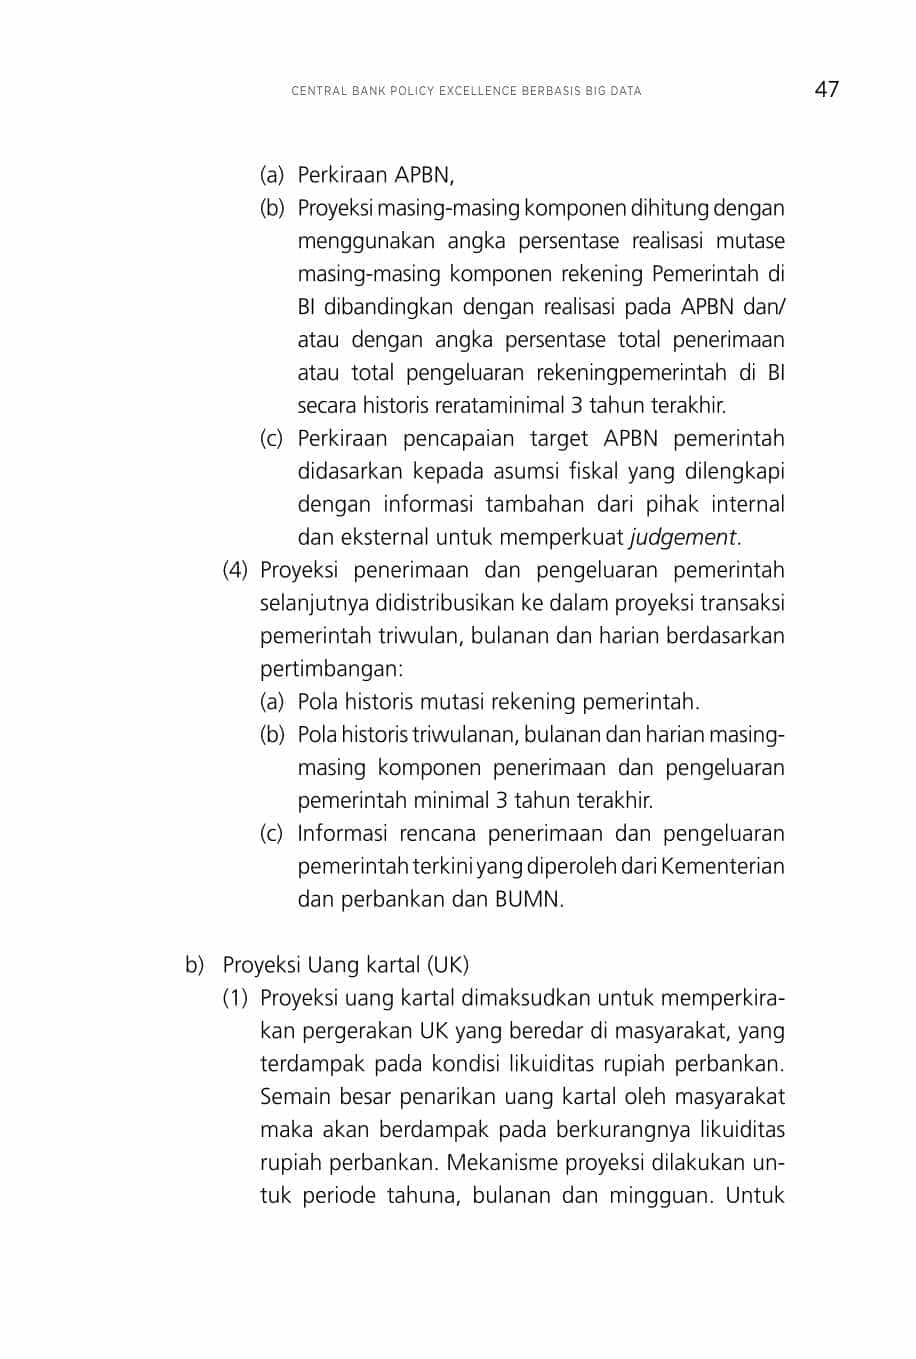 CENTRAL BANK POLICY EXCELLENCE BERBASIS BIG DATA 47
(a) Perkiraan APBN,
(b) Proyeksi masing-masing komponen dihitung dengan
menggunakan angka persentase realisasi mutase
masing-masing komponen rekening Pemerintah di
BI dibandingkan dengan realisasi pada APBN dan/
atau dengan angka persentase total penerimaan
atau total pengeluaran rekeningpemerintah di BI
secara historis rerataminimal 3 tahun terakhir.
(c) Perkiraan pencapaian target APBN pemerintah
didasarkan kepada asumsi fiskal yang dilengkapi
dengan informasi tambahan dari pihak internal
dan eksternal untuk memperkuat judgement.
(4) Proyeksi penerimaan dan pengeluaran pemerintah
selanjutnya didistribusikan ke dalam proyeksi transaksi
pemerintah triwulan, bulanan dan harian berdasarkan
pertimbangan:
(a) Pola historis mutasi rekening pemerintah.
(b) Pola historis triwulanan, bulanan dan harian masing-
masing komponen penerimaan dan pengeluaran
pemerintah minimal 3 tahun terakhir.
(c) Informasi rencana penerimaan dan pengeluaran
pemerintah terkini yang diperoleh dari Kementerian
dan perbankan dan BUMN.
b) Proyeksi Uang kartal (UK)
(1) Proyeksi uang kartal dimaksudkan untuk memperkira-
kan pergerakan UK yang beredar di masyarakat, yang
terdampak pada kondisi likuiditas rupiah perbankan.
Semain besar penarikan uang kartal oleh masyarakat
maka akan berdampak pada berkurangnya likuiditas
rupiah perbankan. Mekanisme proyeksi dilakukan un-
tuk periode tahuna, bulanan dan mingguan. Untuk